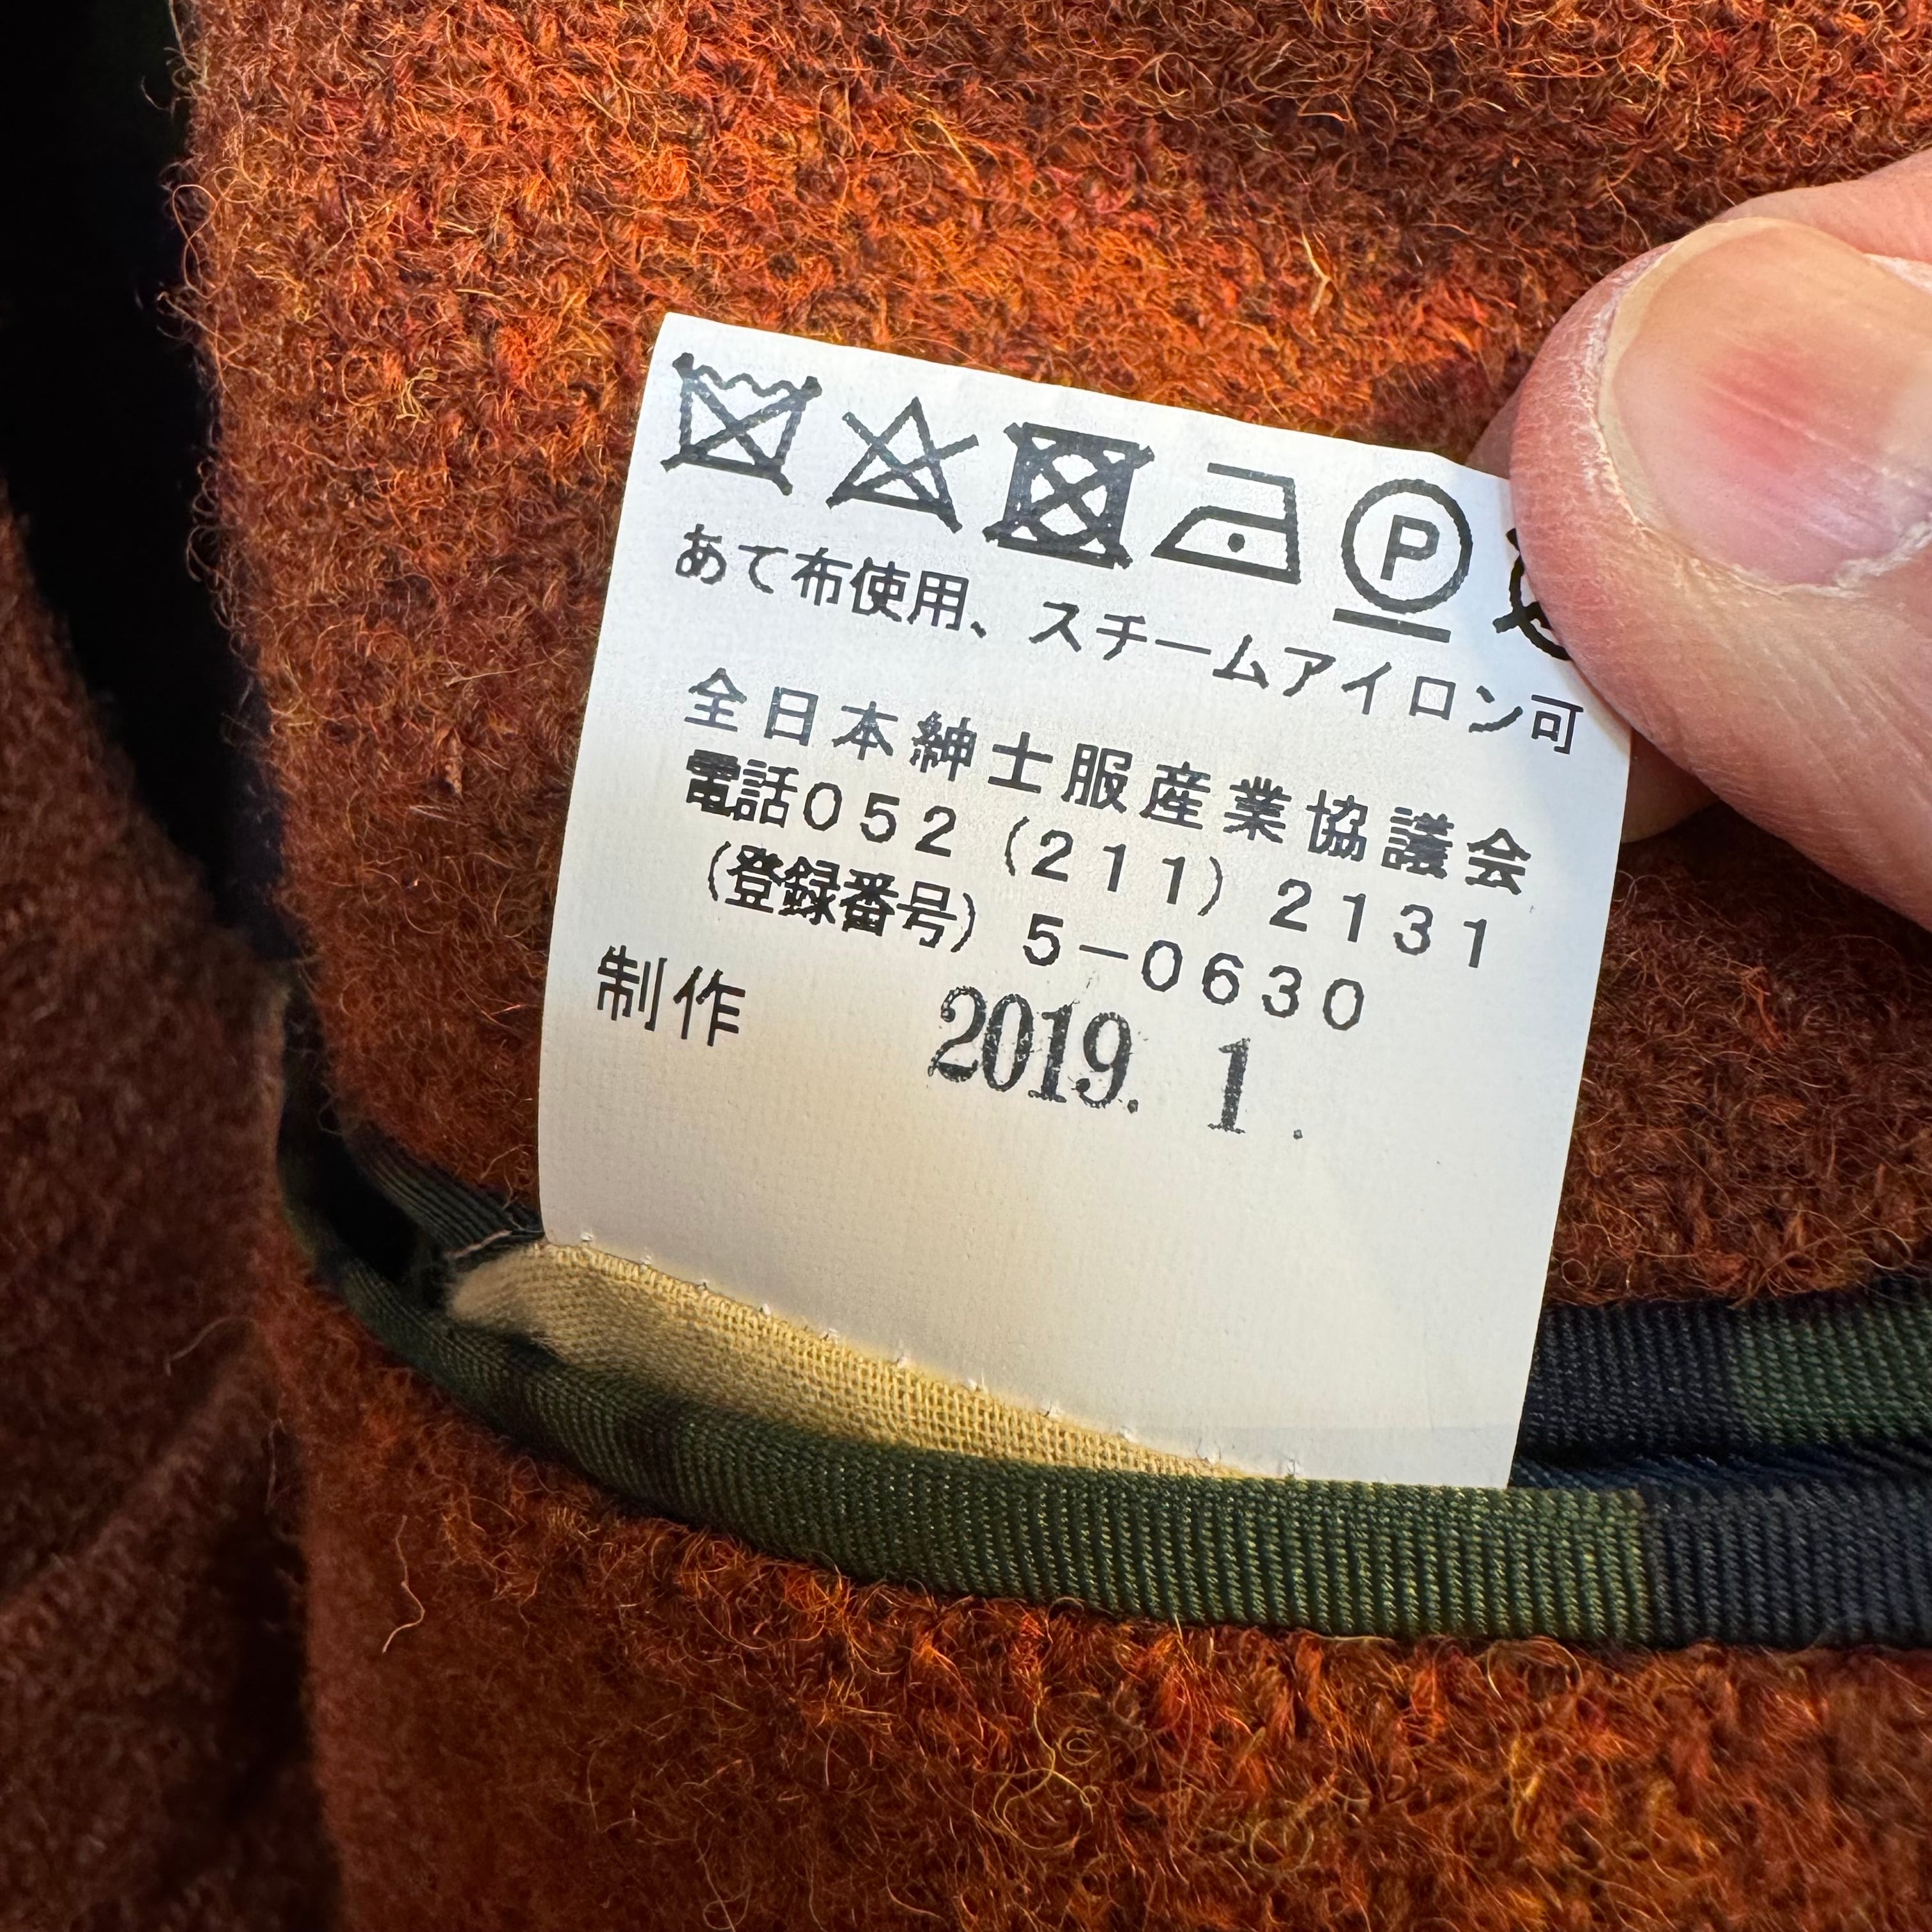 P
あて布使用、スチームアイロン可
全日本紳士服産業協議会
電話052(211)2131
(登録番号)5-0630
制作 2019. 1.